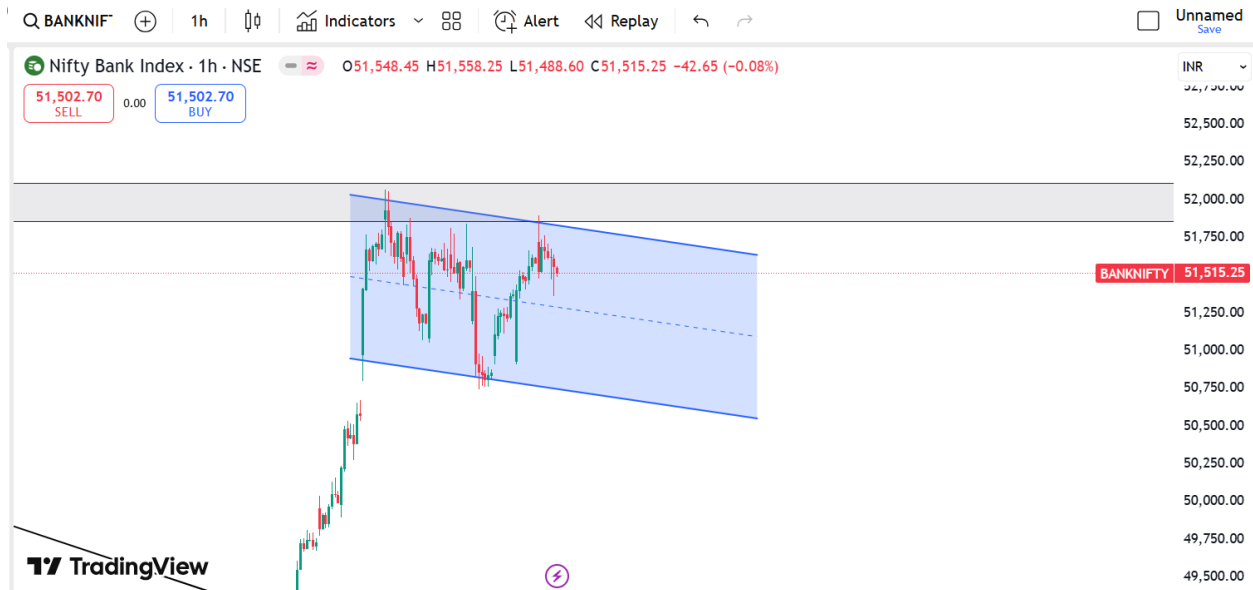 BANKNIF
1h
Indicators
Alert
Replay
Unnamed
Save
Nifty Bank Index · 1h · NSE
O51,548.45 H51,558.25 L51,488.60 C51,515.25 −42.65 (−0.08%)
INR
51,502.70
SELL
0.00
51,502.70
BUY
52,750.00
52,500.00
52,250.00
52,000.00
51,750.00
BANKNIFTY 51,515.25
51,250.00
51,000.00
50,750.00
50,500.00
50,250.00
50,000.00
49,750.00
49,500.00
TradingView